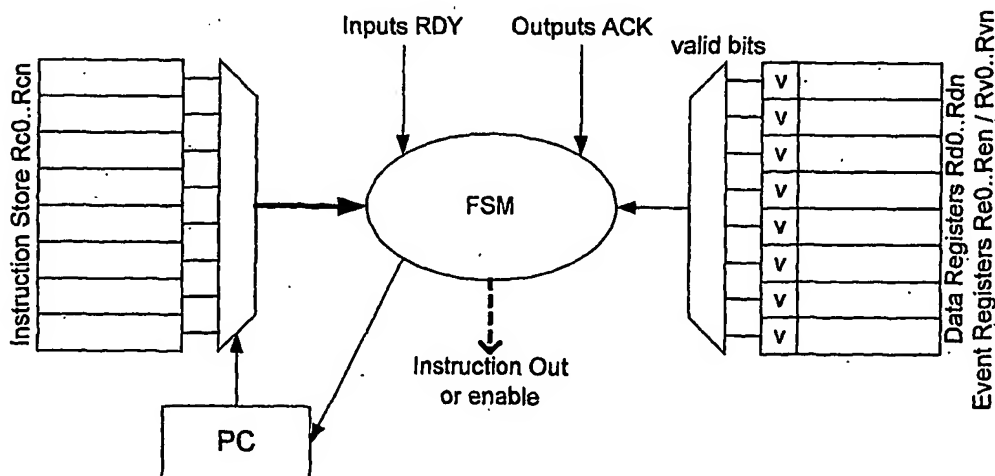 Inputs RDY
Outputs ACK
valid bits
Instruction Store Rc0..Rcn
FSM
v
v
v
v
v
v
v
v
Data Registers Rd0..Rdn
Event Registers Re0..Ren / Rv0..Rvn
Instruction Out
or enable
PC